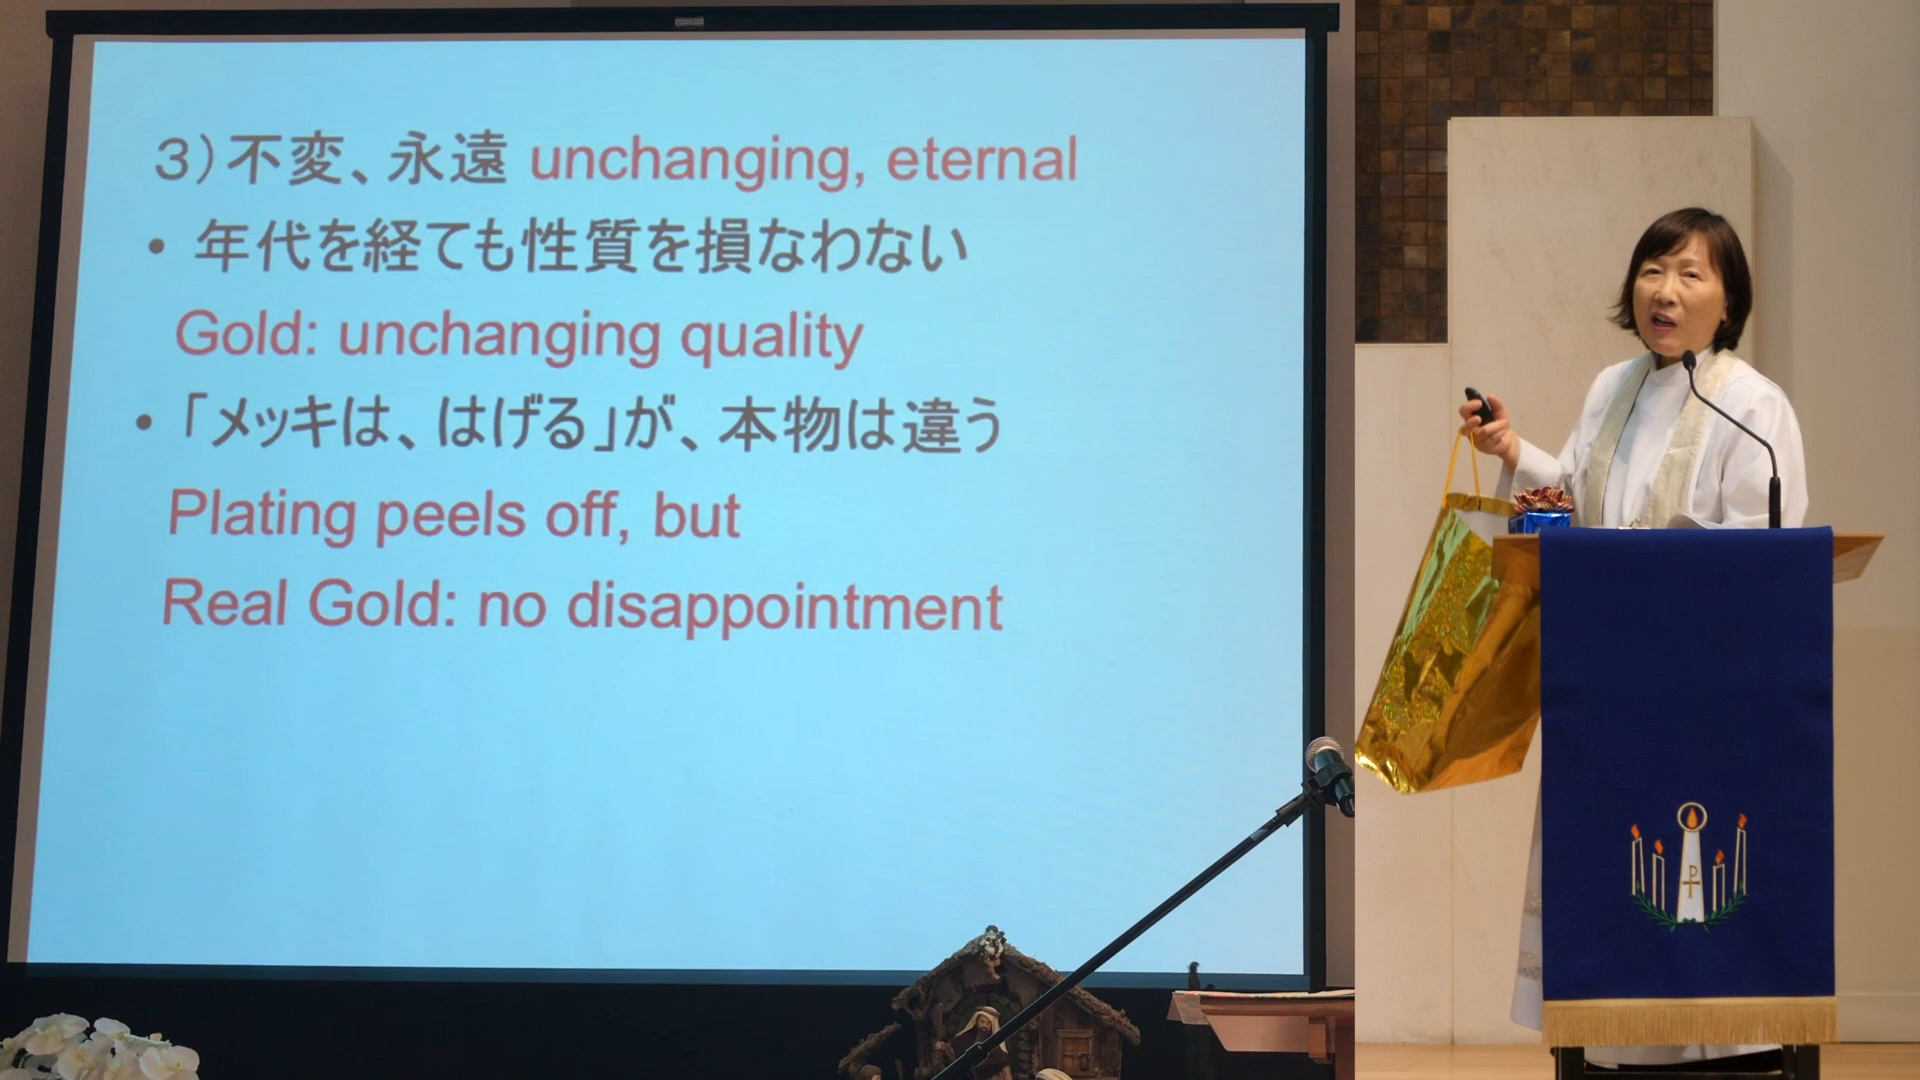 3）不変、永遠 unchanging, eternal
• 年代を経ても性質を損なわない
Gold: unchanging quality
• 「メッキは、はげる」が、本物は違う
Plating peels off, but
Real Gold: no disappointment